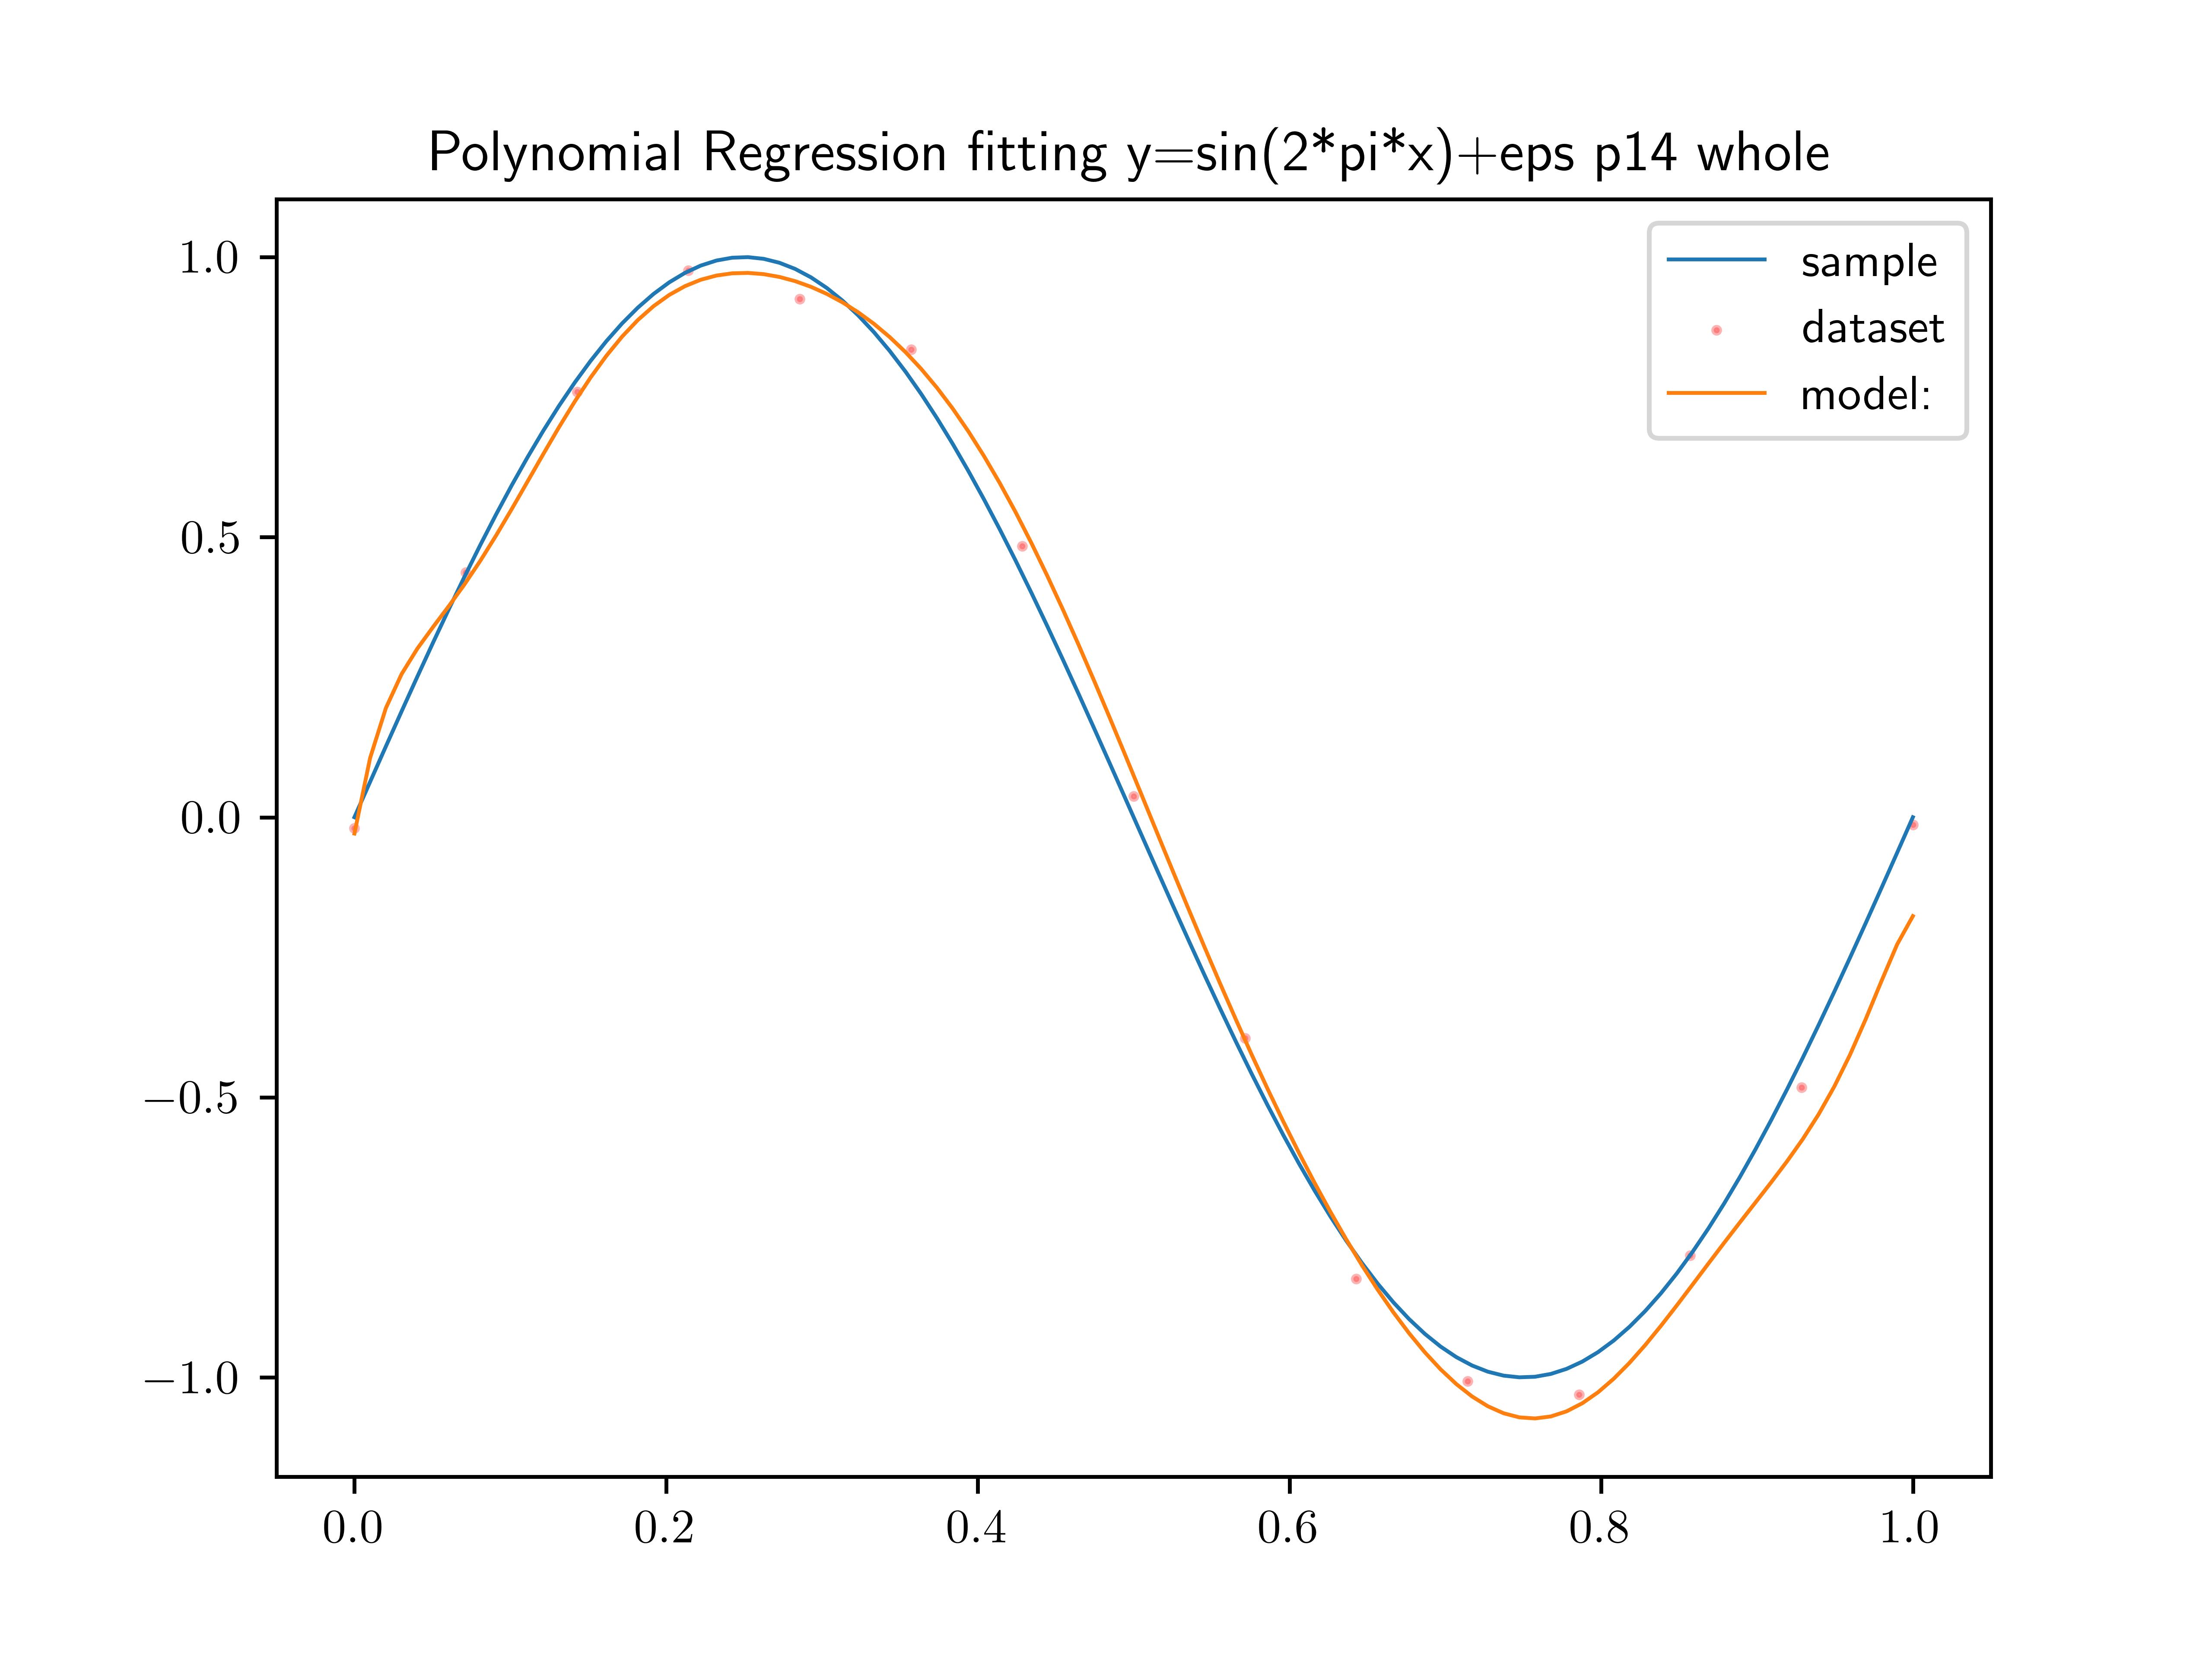 Polynomial Regression fitting y=sin(2*pi*x)+eps p14 whole
sample
dataset
model:
1.0
0.5
0.0
−0.5
−1.0
0.0 0.2 0.4 0.6 0.8 1.0